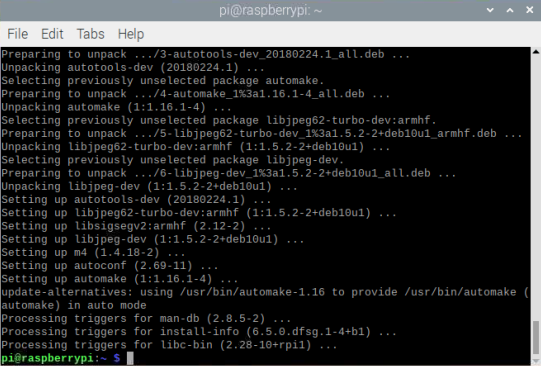 pi@raspberrypi: ~
File Edit Tabs Help
Preparing to unpack .../3-autotools-dev_20180224.1_all.deb ...
Unpacking autotools-dev (20180224.1) ...
Selecting previously unselected package automake.
Preparing to unpack .../4-automake_1%3a1.16.1-4_all.deb ...
Unpacking automake (1:1.16.1-4) ...
Selecting previously unselected package libjpeg62-turbo-dev:armhf.
Preparing to unpack .../5-libjpeg62-turbo-dev_1%3a1.5.2-2+deb10u1_armhf.deb ...
Unpacking libjpeg62-turbo-dev:armhf (1:1.5.2-2+deb10u1) ...
Selecting previously unselected package libjpeg-dev.
Preparing to unpack .../6-libjpeg-dev_1%3a1.5.2-2+deb10u1_all.deb ...
Unpacking libjpeg-dev (1:1.5.2-2+deb10u1) ...
Setting up autotools-dev (20180224.1) ...
Setting up libjpeg62-turbo-dev:armhf (1:1.5.2-2+deb10u1) ...
Setting up libsigsegv2:armhf (2.12-2) ...
Setting up libjpeg-dev (1:1.5.2-2+deb10u1) ...
Setting up m4 (1.4.18-2) ...
Setting up autoconf (2.69-11) ...
Setting up automake (1:1.16.1-4) ...
update-alternatives: using /usr/bin/automake-1.16 to provide /usr/bin/automake (
automake) in auto mode
Processing triggers for man-db (2.8.5-2) ...
Processing triggers for install-info (6.5.0.dfsg.1-4+b1) ...
Processing triggers for libc-bin (2.28-10+rpi1) ...
pi@raspberrypi:~ $